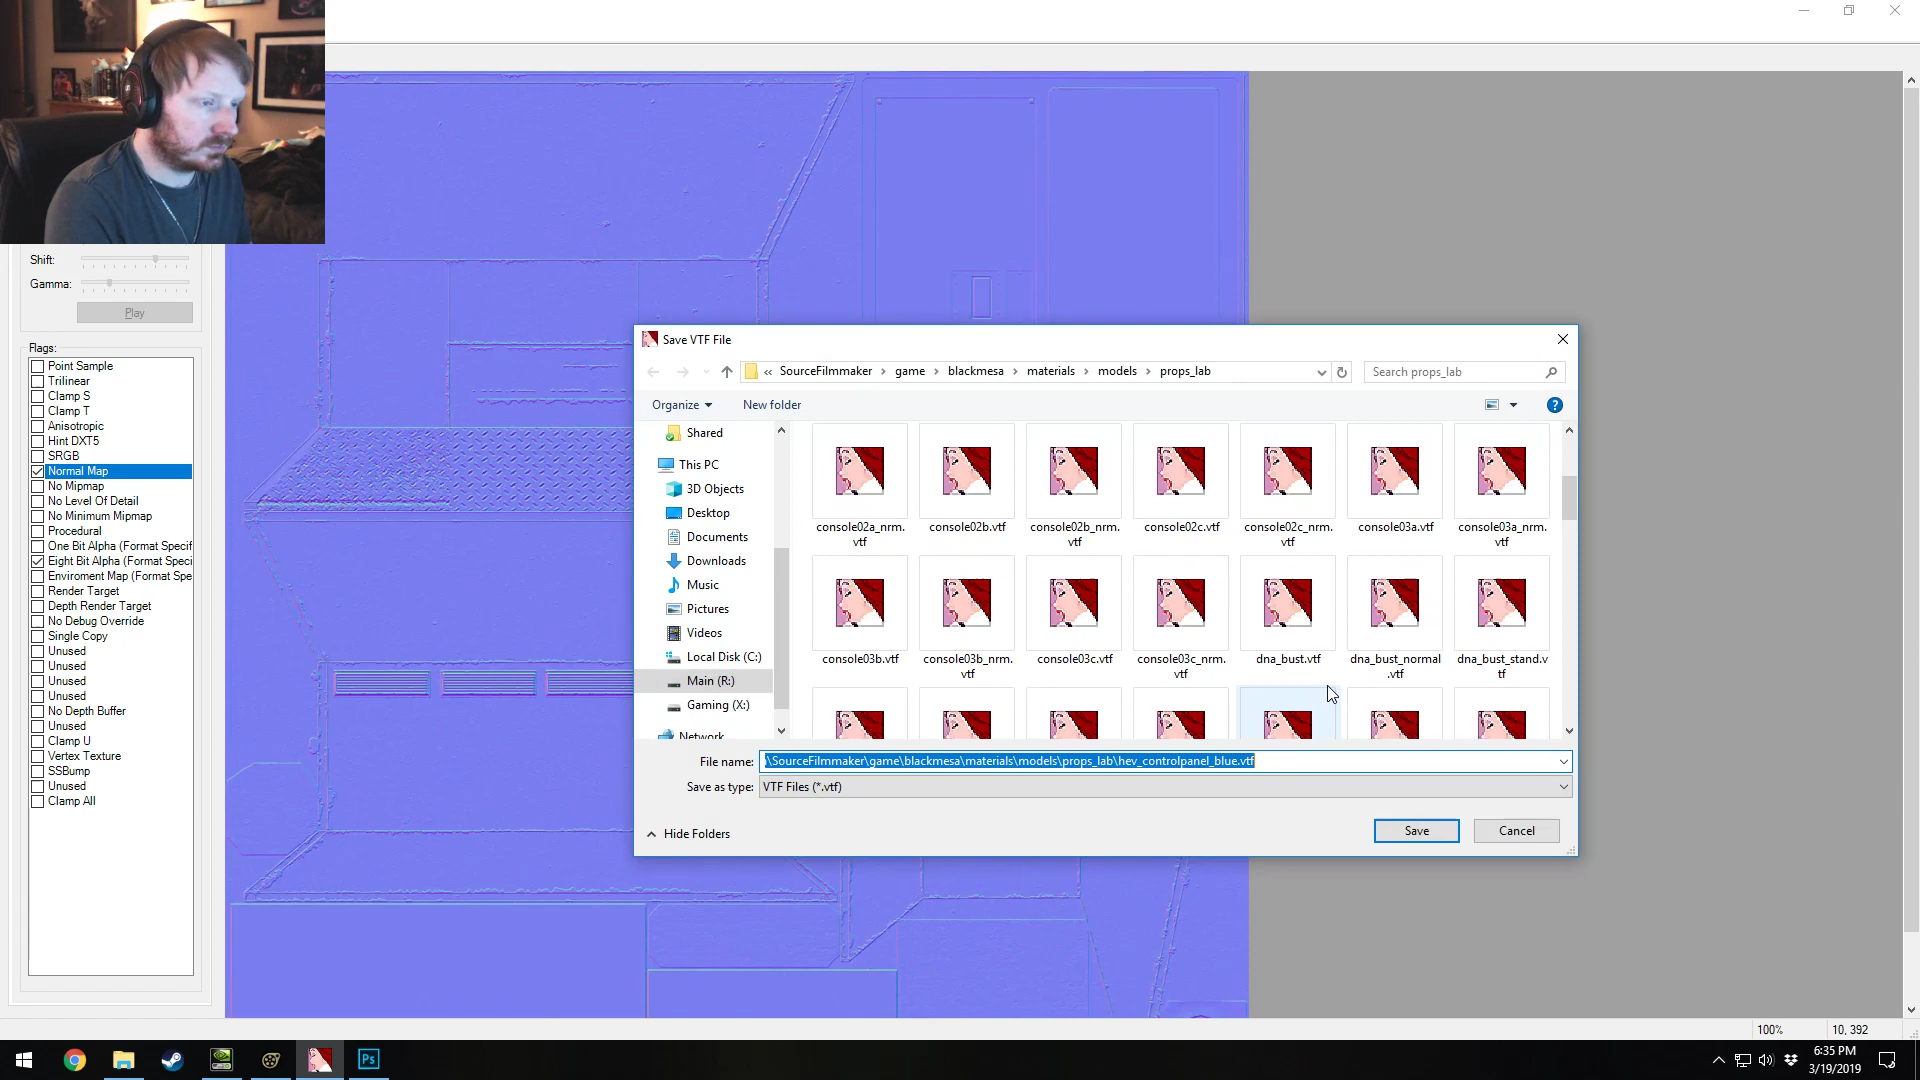 Shift:
Gamma:
Play
Flags:
Point Sample
Trilinear
Clamp S
Clamp T
Anisotropic
Hint DXT5
SRGB
Normal Map
No Mipmap
No Level Of Detail
No Minimum Mipmap
Procedural
One Bit Alpha (Format Specif
Eight Bit Alpha (Format Speci
Enviroment Map (Format Spe
Render Target
Depth Render Target
No Debug Override
Single Copy
Unused
Unused
Unused
Unused
No Depth Buffer
Unused
Clamp U
Vertex Texture
SSBump
Unused
Clamp All
Save VTF File
« SourceFilmmaker › game › blackmesa › materials › models › props_lab
Search props_lab
Organize
New folder
Shared
This PC
3D Objects
Desktop
Documents
Downloads
Music
Pictures
Videos
Local Disk (C:)
Main (R:)
Gaming (X:)
Network
console02a_nrm.
vtf
console02b.vtf
console02b_nrm.
vtf
console02c.vtf
console02c_nrm.
vtf
console03a.vtf
console03a_nrm.
vtf
console03b.vtf
console03b_nrm.
vtf
console03c.vtf
console03c_nrm.
vtf
dna_bust.vtf
dna_bust_normal
.vtf
dna_bust_stand.v
tf
File name:
\SourceFilmmaker\game\blackmesa\materials\models\props_lab\hev_controlpanel_blue.vtf
Save as type:
VTF Files (*.vtf)
Hide Folders
Save
Cancel
100%
10, 392
Ps
6:35 PM
3/19/2019